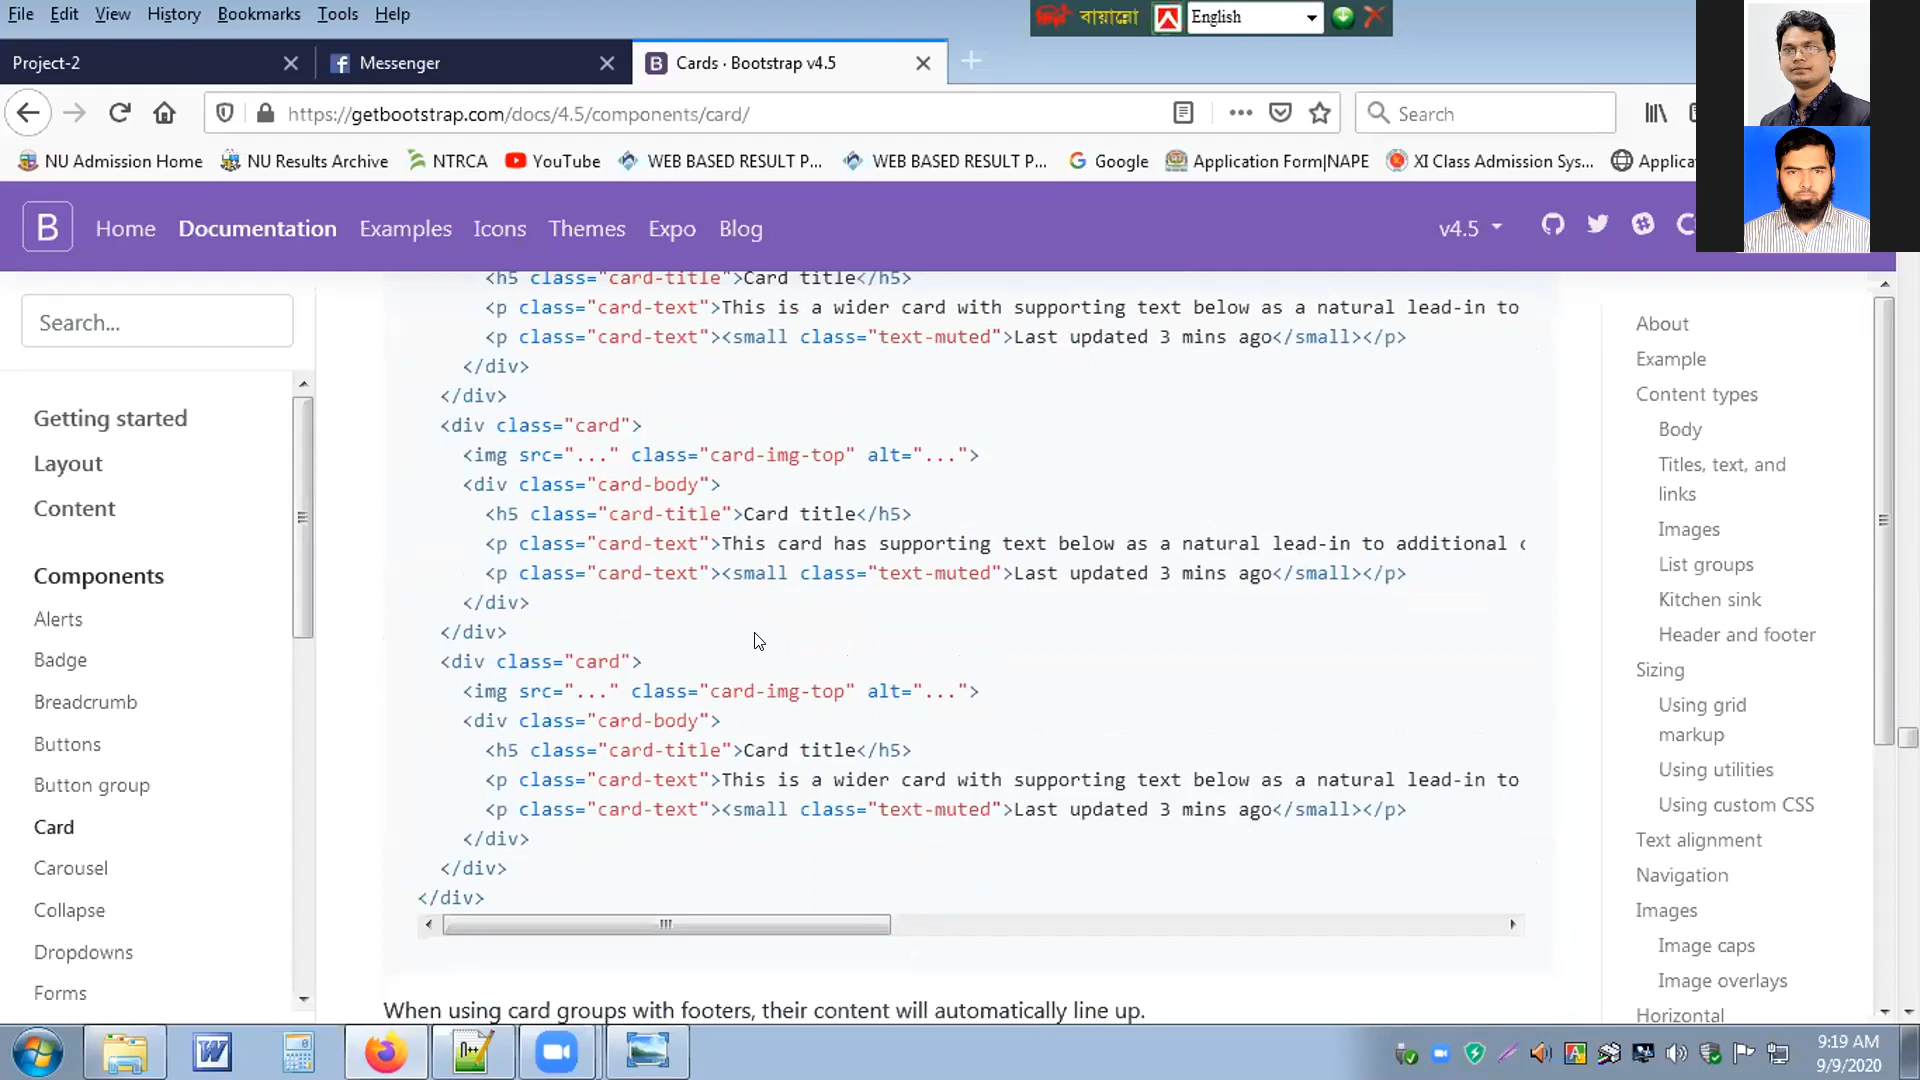 File Edit View History Bookmarks Tools Help
বায়ান্নো English
Project-2 Messenger Cards · Bootstrap v4.5
https://getbootstrap.com/docs/4.5/components/card/ Search
NU Admission Home NU Results Archive NTRCA YouTube WEB BASED RESULT P... WEB BASED RESULT P... Google Application Form|NAPE XI Class Admission Sys... Applica
B Home Documentation Examples Icons Themes Expo Blog v4.5
Search...
Getting started
Layout
Content
Components
Alerts
Badge
Breadcrumb
Buttons
Button group
Card
Carousel
Collapse
Dropdowns
Forms
<h5 class="card-title">Card title</h5>
<p class="card-text">This is a wider card with supporting text below as a natural lead-in to
<p class="card-text"><small class="text-muted">Last updated 3 mins ago</small></p>
</div>
</div>
<div class="card">
<img src="..." class="card-img-top" alt="...">
<div class="card-body">
<h5 class="card-title">Card title</h5>
<p class="card-text">This card has supporting text below as a natural lead-in to additional c
<p class="card-text"><small class="text-muted">Last updated 3 mins ago</small></p>
</div>
</div>
<div class="card">
<img src="..." class="card-img-top" alt="...">
<div class="card-body">
<h5 class="card-title">Card title</h5>
<p class="card-text">This is a wider card with supporting text below as a natural lead-in to
<p class="card-text"><small class="text-muted">Last updated 3 mins ago</small></p>
</div>
</div>
</div>
When using card groups with footers, their content will automatically line up.
About
Example
Content types
Body
Titles, text, and
links
Images
List groups
Kitchen sink
Header and footer
Sizing
Using grid
markup
Using utilities
Using custom CSS
Text alignment
Navigation
Images
Image caps
Image overlays
Horizontal
9:19 AM
9/9/2020